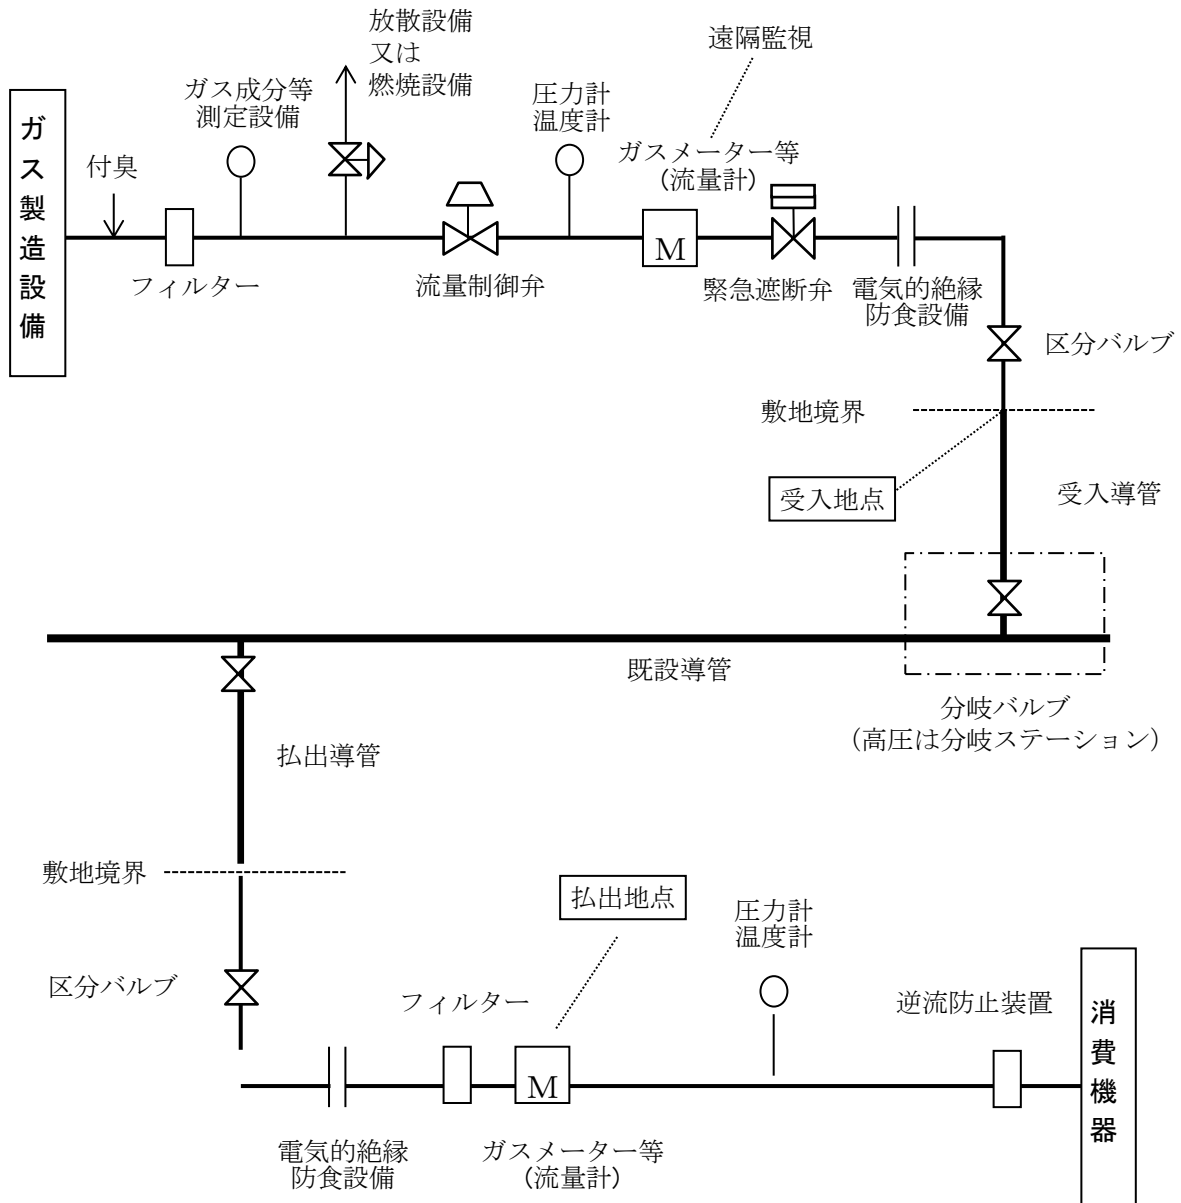 放散設備
又は
燃焼設備
遠隔監視
ガス成分等
測定設備
圧力計
温度計
ガス製造設備
付臭
ガスメーター等
(流量計)
M
フィルター
流量制御弁
緊急遮断弁
電気的絶縁
防食設備
区分バルブ
敷地境界
受入地点
受入導管
既設導管
分岐バルブ
(高圧は分岐ステーション)
払出導管
敷地境界
払出地点
圧力計
温度計
区分バルブ
フィルター
逆流防止装置
消費機器
M
電気的絶縁
防食設備
ガスメーター等
(流量計)